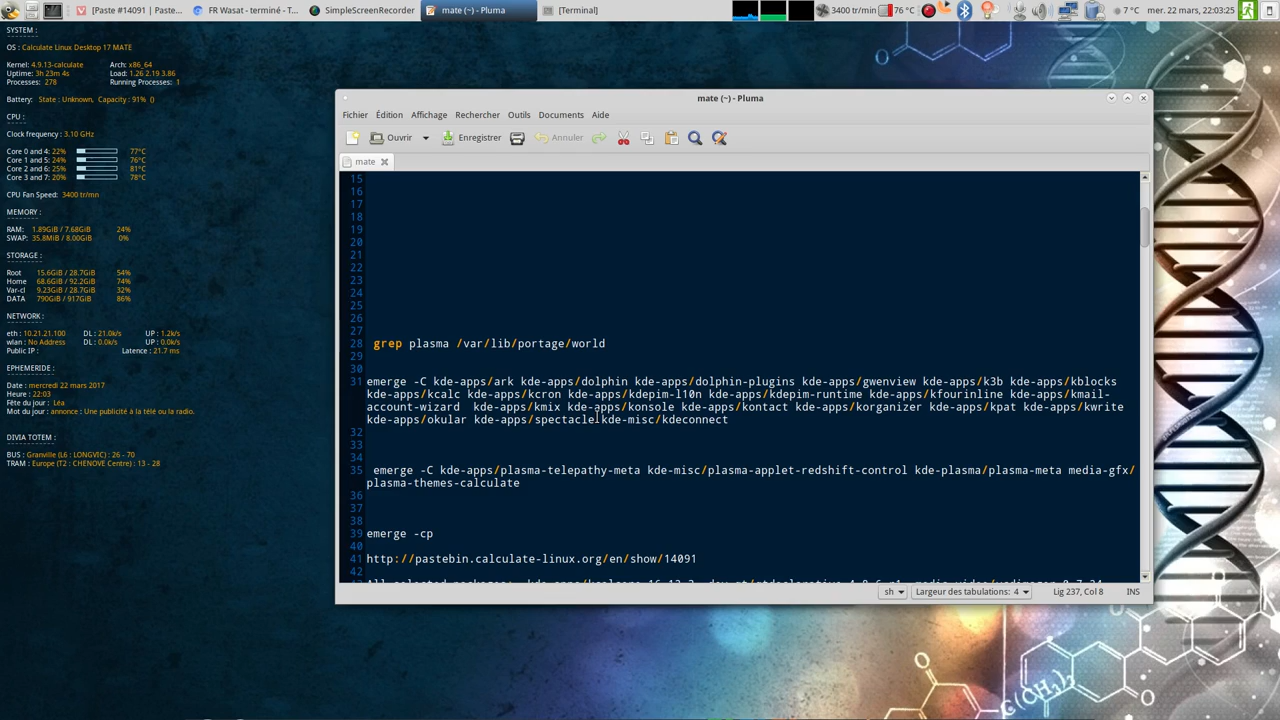 [Paste #14091 | Paste... FR Wasat - terminé - T... SimpleScreenRecorder mate (~) - Pluma [Terminal] 3400 tr/min 76 °C 7 °C mer. 22 mars, 22:03:25
SYSTEM :
OS : Calculate Linux Desktop 17 MATE
Kernel: 4.9.13-calculate Arch: x86_64
Uptime: 3h 23m 4s Load: 1.26 2.19 3.86
Processes: 278 Running Processes: 1
Battery: State : Unknown, Capacity : 91% ()
CPU :
Clock frequency : 3.10 GHz
Core 0 and 4: 22% 77°C
Core 1 and 5: 24% 76°C
Core 2 and 6: 25% 81°C
Core 3 and 7: 20% 78°C
CPU Fan Speed: 3400 tr/mn
MEMORY :
RAM: 1.89GiB / 7.68GiB 24%
SWAP: 35.8MiB / 8.00GiB 0%
STORAGE :
Root 15.6GiB / 28.7GiB 54%
Home 68.6GiB / 92.2GiB 74%
Var-cl 9.23GiB / 28.7GiB 32%
DATA 790GiB / 917GiB 86%
NETWORK :
eth : 10.21.21.100 DL : 21.0k/s UP : 1.2k/s
wlan : No Address DL : 0.0k/s UP : 0.0k/s
Public IP : Latence : 21.7 ms
EPHEMERIDE :
Date : mercredi 22 mars 2017
Heure : 22:03
Fête du jour : Léa
Mot du jour : annonce : Une publicité à la télé ou la radio.
DIVIA TOTEM :
BUS : Granville (L6 : LONGVIC) : 26 - 70
TRAM : Europe (T2 : CHENOVE Centre) : 13 - 28
mate (~) - Pluma
Fichier Édition Affichage Rechercher Outils Documents Aide
Ouvrir Enregistrer Annuler
mate
15
16
17
18
19
20
21
22
23
24
25
26
27
28 grep plasma /var/lib/portage/world
29
30
31 emerge -C kde-apps/ark kde-apps/dolphin kde-apps/dolphin-plugins kde-apps/gwenview kde-apps/k3b kde-apps/kblocks
kde-apps/kcalc kde-apps/kcron kde-apps/kdepim-l10n kde-apps/kdepim-runtime kde-apps/kfourinline kde-apps/kmail-
account-wizard kde-apps/kmix kde-apps/konsole kde-apps/kontact kde-apps/korganizer kde-apps/kpat kde-apps/kwrite
kde-apps/okular kde-apps/spectacle kde-misc/kdeconnect
32
33
34
35 emerge -C kde-apps/plasma-telepathy-meta kde-misc/plasma-applet-redshift-control kde-plasma/plasma-meta media-gfx/
plasma-themes-calculate
36
37
38
39 emerge -cp
40
41 http://pastebin.calculate-linux.org/en/show/14091
42
sh Largeur des tabulations: 4 Lig 237, Col 8 INS
C(CH3)3